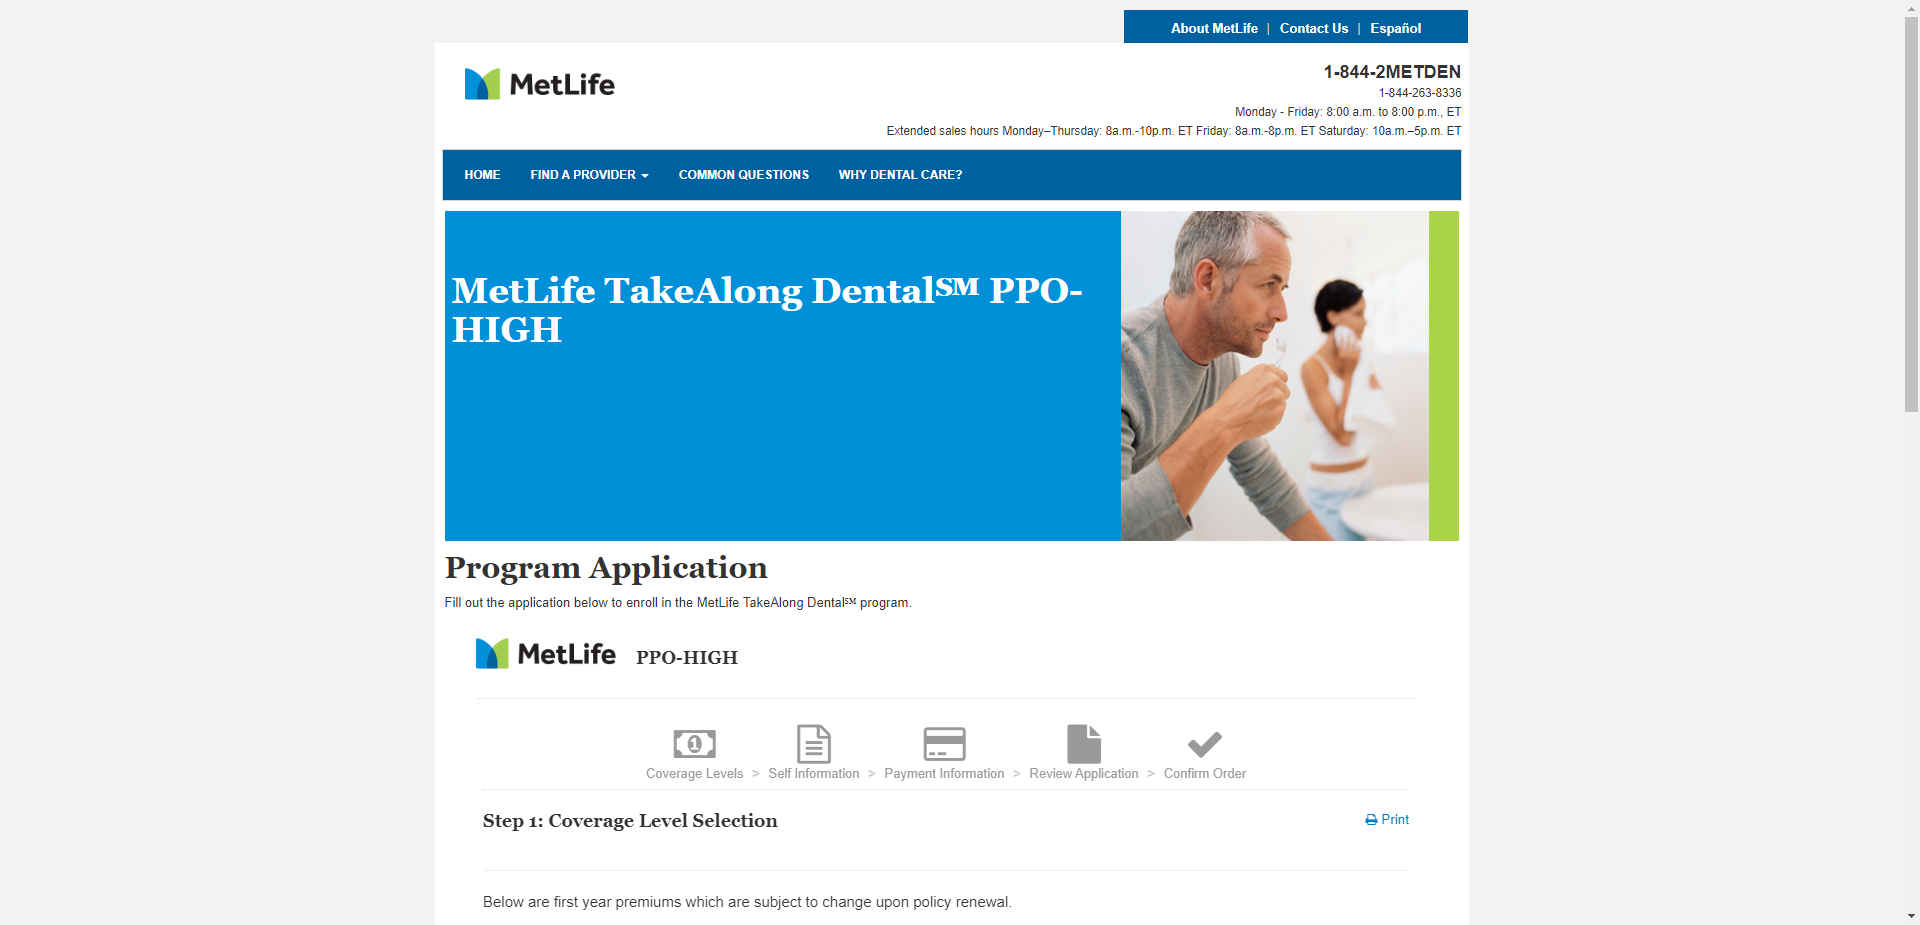 About MetLife | Contact Us | Español
MetLife
1-844-2METDEN
1-844-263-8336
Monday - Friday: 8:00 a.m. to 8:00 p.m., ET
Extended sales hours Monday–Thursday: 8a.m.-10p.m. ET Friday: 8a.m.-8p.m. ET Saturday: 10a.m.–5p.m. ET
HOME FIND A PROVIDER COMMON QUESTIONS WHY DENTAL CARE?
MetLife TakeAlong Dental℠ PPO-
HIGH
Program Application
Fill out the application below to enroll in the MetLife TakeAlong Dental℠ program.
MetLife PPO-HIGH
Coverage Levels > Self Information > Payment Information > Review Application > Confirm Order
Step 1: Coverage Level Selection
Print
Below are first year premiums which are subject to change upon policy renewal.